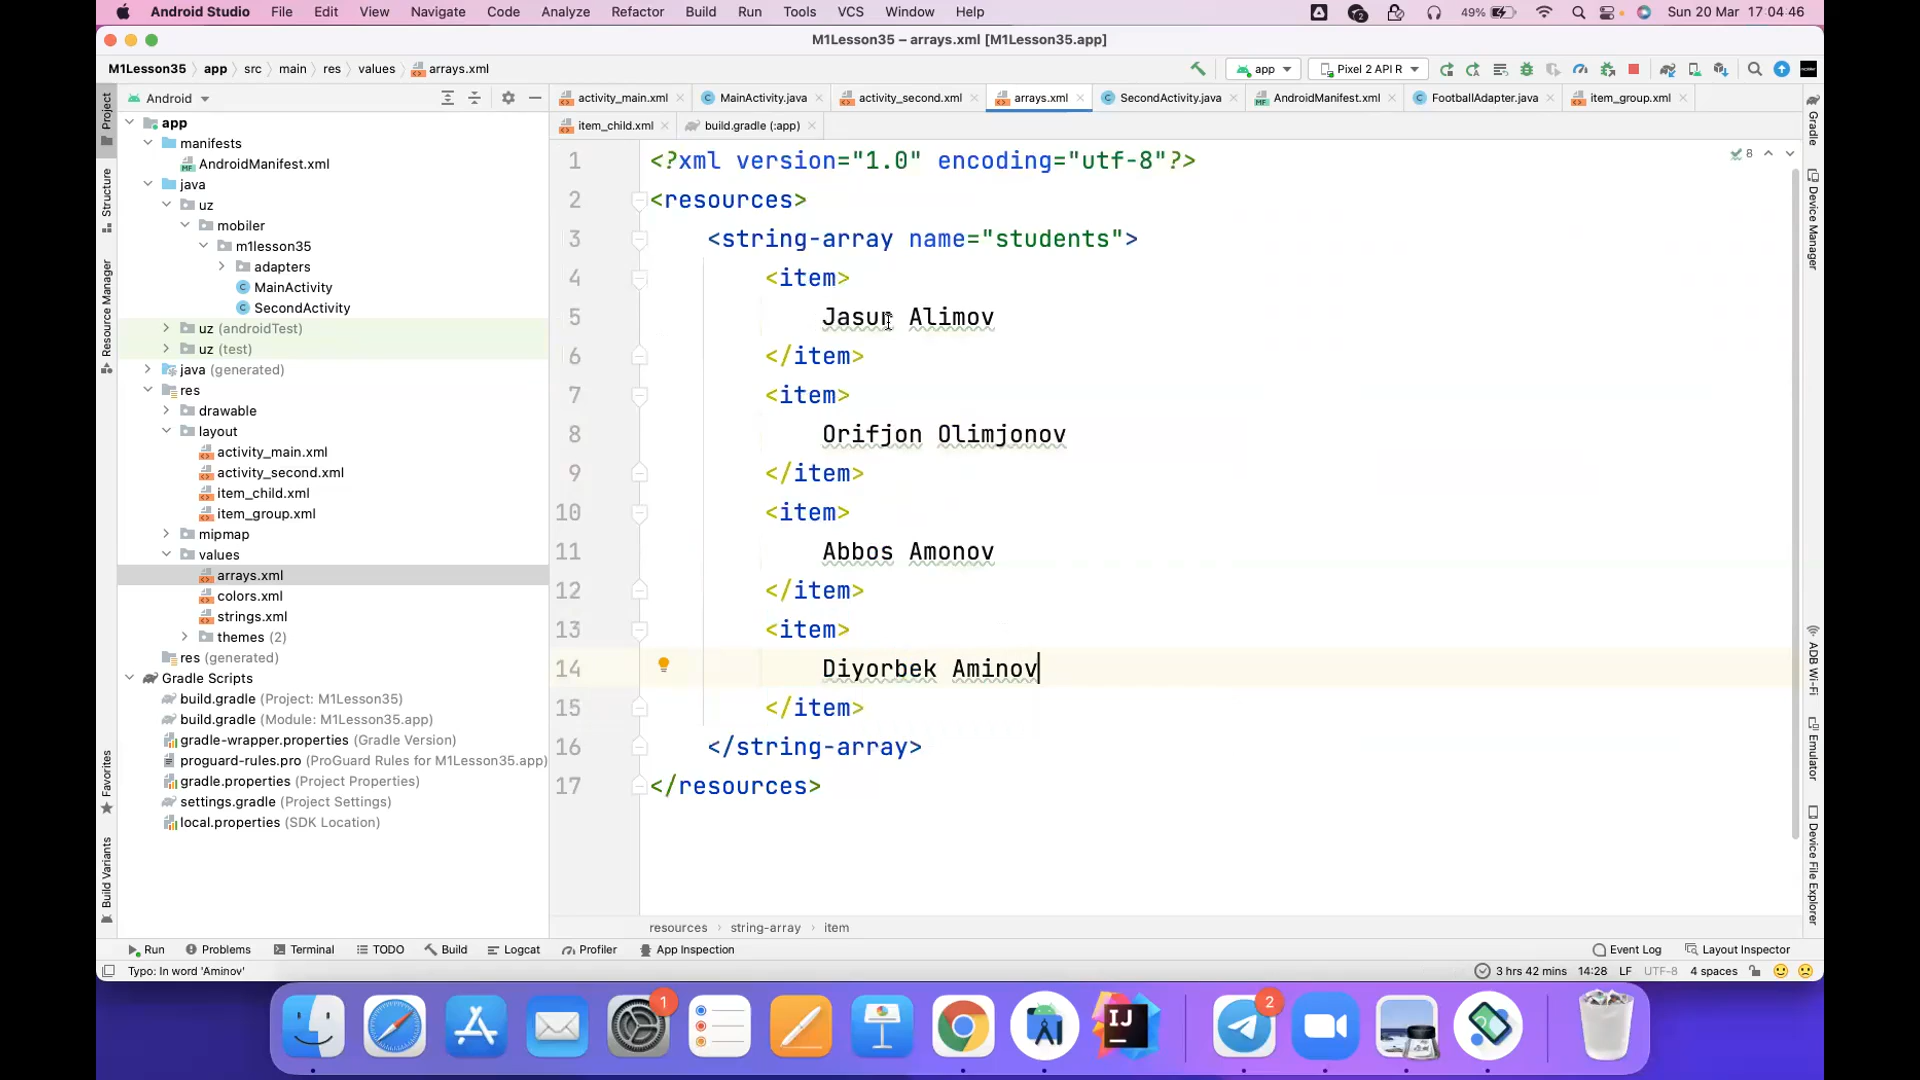 Android Studio File Edit View Navigate Code Analyze Refactor Build Run Tools VCS Window Help 2 49% Sun 20 Mar 17:04:46
M1Lesson35 – arrays.xml [M1Lesson35.app]
M1Lesson35 app src main res values arrays.xml app Pixel 2 API R
Project
Structure
Resource Manager
Favorites
Build Variants
Android
app
manifests
AndroidManifest.xml
java
uz
mobiler
m1lesson35
adapters
MainActivity
SecondActivity
uz (androidTest)
uz (test)
java (generated)
res
drawable
layout
activity_main.xml
activity_second.xml
item_child.xml
item_group.xml
mipmap
values
arrays.xml
colors.xml
strings.xml
themes (2)
res (generated)
Gradle Scripts
build.gradle (Project: M1Lesson35)
build.gradle (Module: M1Lesson35.app)
gradle-wrapper.properties (Gradle Version)
proguard-rules.pro (ProGuard Rules for M1Lesson35.app)
gradle.properties (Project Properties)
settings.gradle (Project Settings)
local.properties (SDK Location)
activity_main.xml MainActivity.java activity_second.xml arrays.xml SecondActivity.java AndroidManifest.xml FootballAdapter.java item_group.xml
item_child.xml build.gradle (:app)
8
1 <?xml version="1.0" encoding="utf-8"?>
2 <resources>
3 <string-array name="students">
4 <item>
5 Jasur Alimov
6 </item>
7 <item>
8 Orifjon Olimjonov
9 </item>
10 <item>
11 Abbos Amonov
12 </item>
13 <item>
14 Diyorbek Aminov
15 </item>
16 </string-array>
17 </resources>
resources string-array item
Gradle
Device Manager
ADB Wi-Fi
Emulator
Device File Explorer
Run Problems Terminal TODO Build Logcat Profiler App Inspection Event Log Layout Inspector
Typo: In word 'Aminov' 3 hrs 42 mins 14:28 LF UTF-8 4 spaces
1
IJ
2